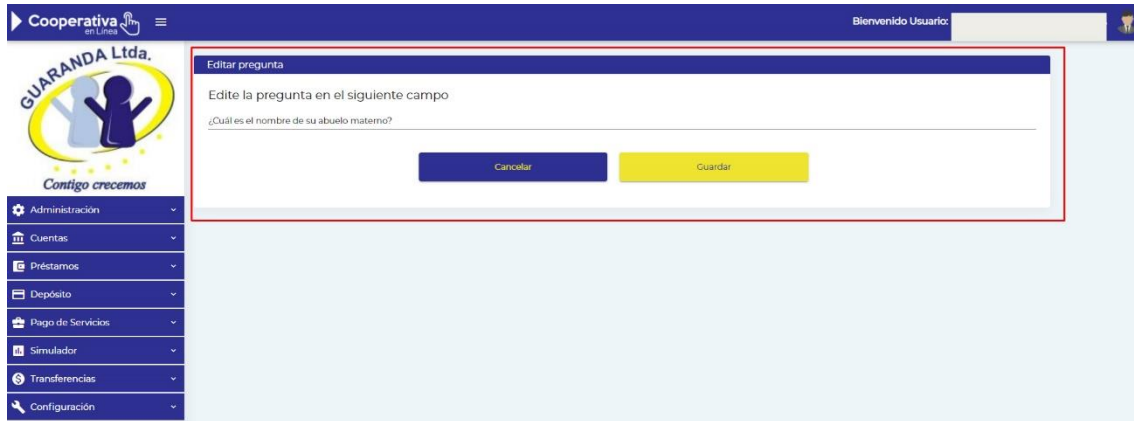 Cooperativa
en Línea
Bienvenido Usuario:
GUARANDA Ltda.
Contigo crecemos
Administración
Cuentas
Préstamos
Depósito
Pago de Servicios
Simulador
Transferencias
Configuración
Editar pregunta
Edite la pregunta en el siguiente campo
¿Cuál es el nombre de su abuelo materno?
Cancelar
Guardar